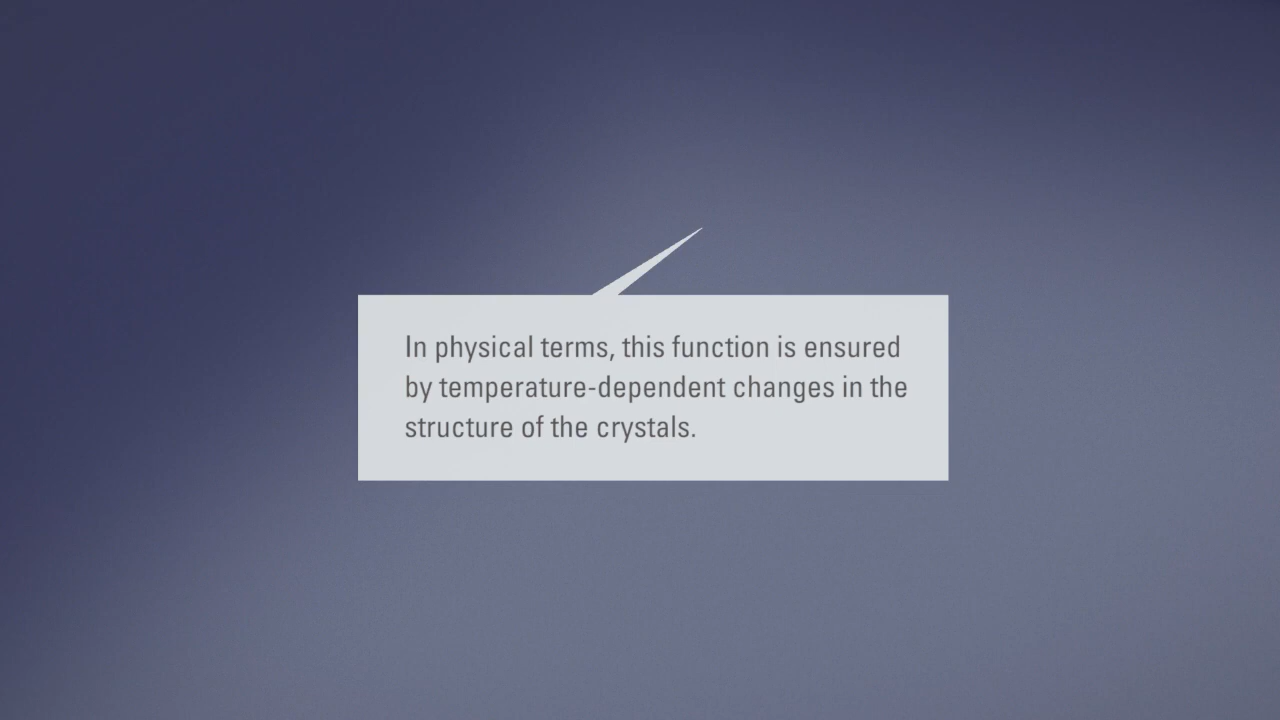 In physical terms, this function is ensured
by temperature-dependent changes in the
structure of the crystals.